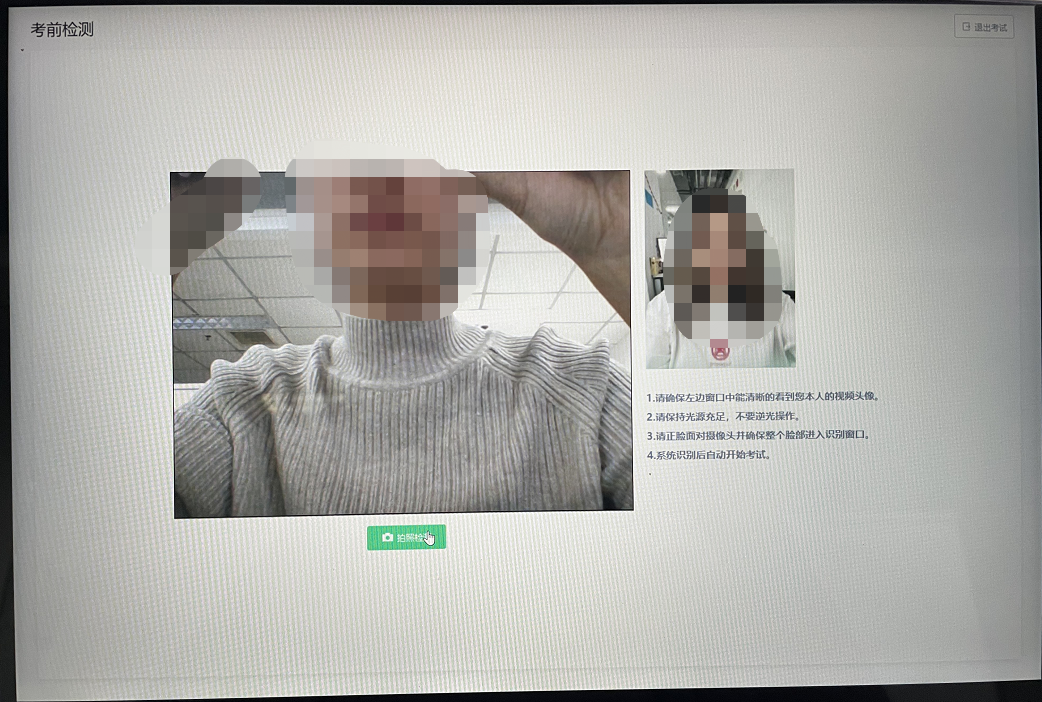 考前检测
退出考试
1.请确保左边窗口中能清晰的看到您本人的视频头像。
2.请保持光源充足，不要逆光操作。
3.请正脸面对摄像头并确保整个脸部进入识别窗口。
4.系统识别后自动开始考试。
拍照检